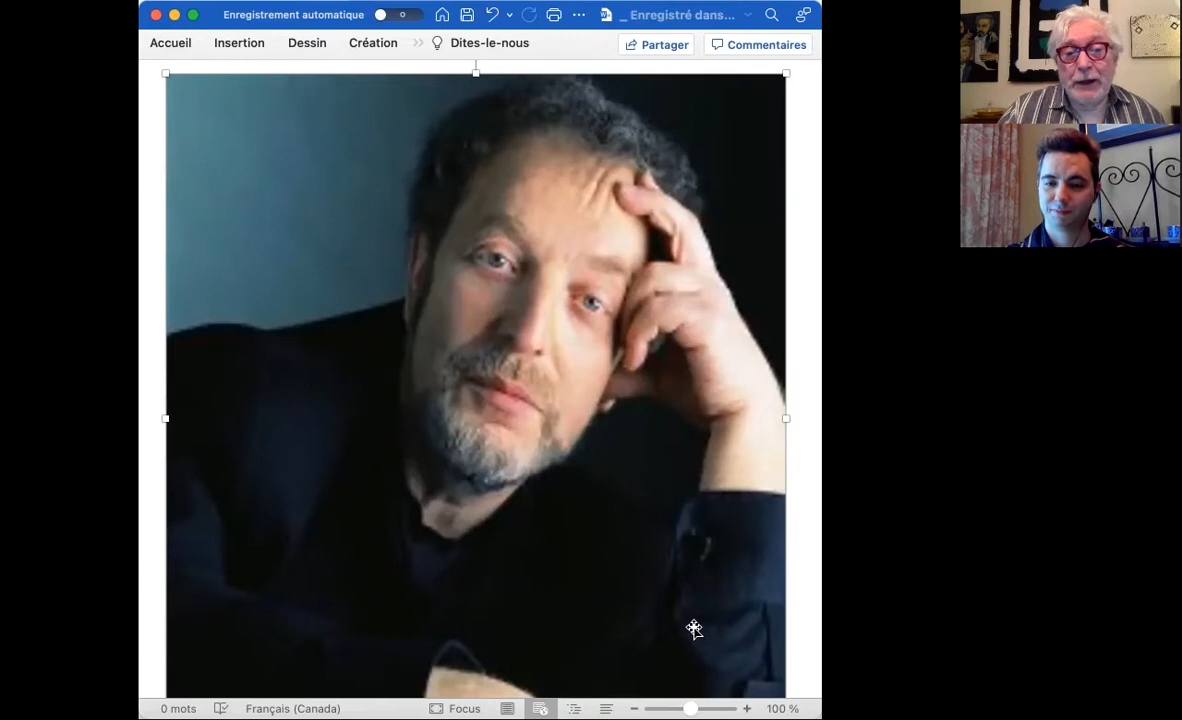 Enregistrement automatique
_ Enregistré dans...
Accueil Insertion Dessin Création Dites-le-nous Partager Commentaires
0 mots Français (Canada) Focus 100 %